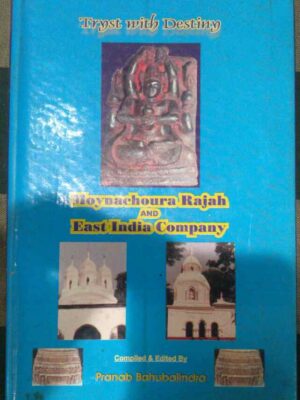 Tryst with Destiny
Moynachoura Rajah
AND
East India Company
Compiled & Edited By
Pranab Bahubalindra